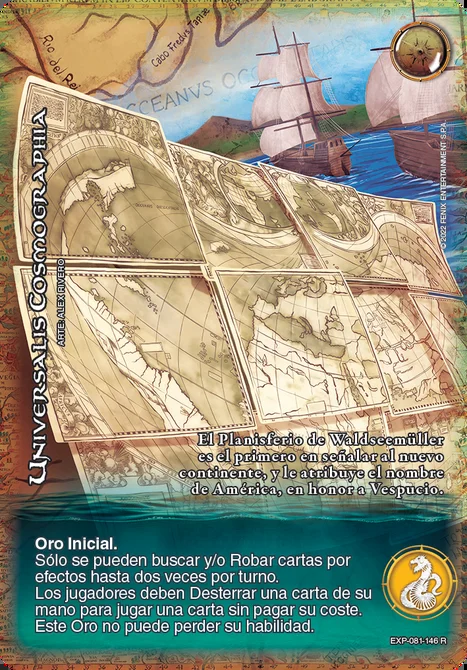 Rio del Rei
Cabo Fredus Tapiae
OCEANVS OC
UNIVERSALIS COSMOGRAPHIA
ARTE: ALEX RIVERO
©2022 FENIX ENTERTAINMENT S.P.A.
El Planisferio de Waldseemüller
es el primero en señalar al nuevo
continente, y le atribuye el nombre
de América, en honor a Vespucio.
Oro Inicial.
Sólo se pueden buscar y/o Robar cartas por
efectos hasta dos veces por turno.
Los jugadores deben Desterrar una carta de su
mano para jugar una carta sin pagar su coste.
Este Oro no puede perder su habilidad.
EXP-081-146 R